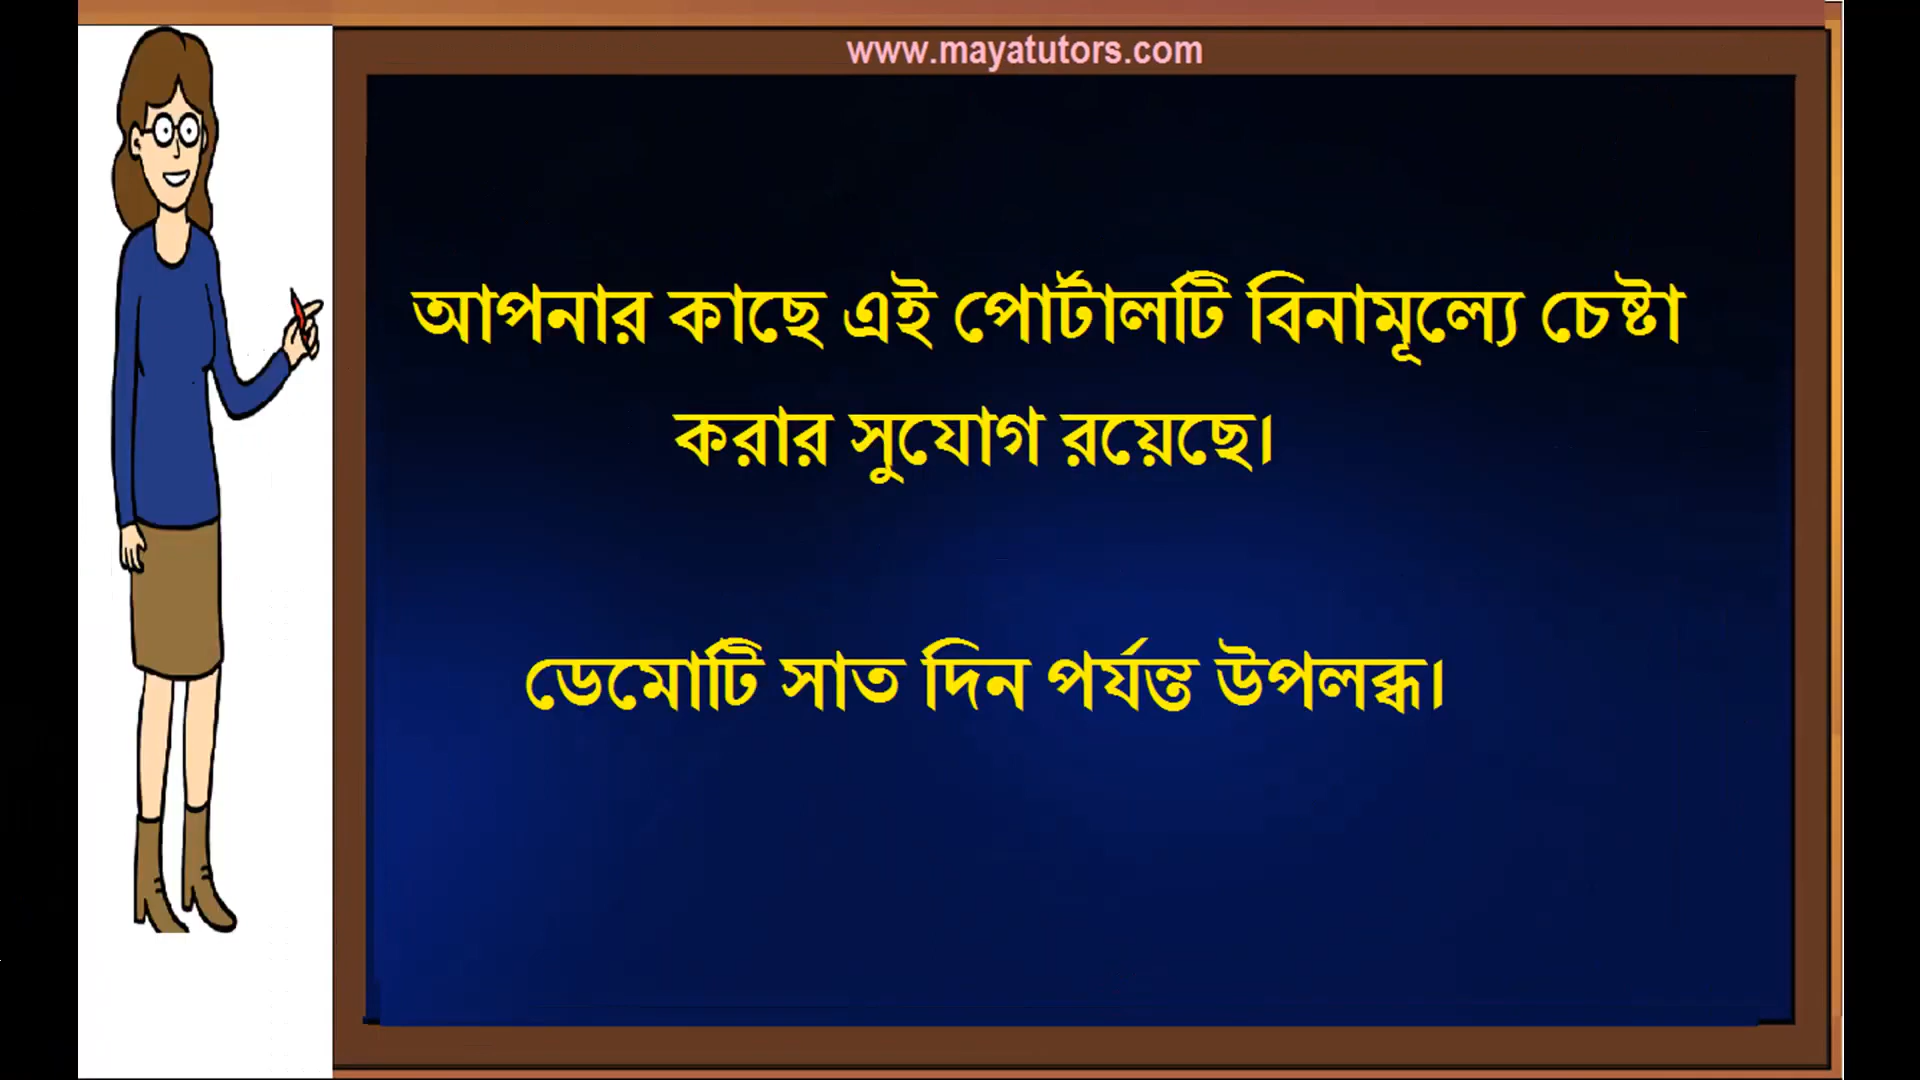 www.mayatutors.com
আপনার কাছে এই পোর্টালটি বিনামূল্যে চেষ্টা
করার সুযোগ রয়েছে।
ডেমোটি সাত দিন পর্যন্ত উপলব্ধ।